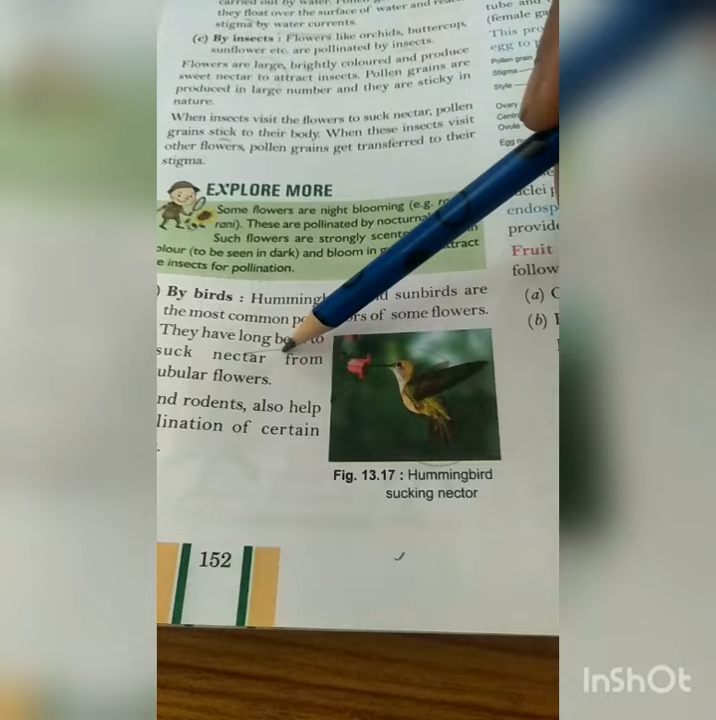 carried out by water.
they float over the surface of water and
stigma by water currents.
(c) By insects : Flowers like orchids, buttercup,
sunflower etc. are pollinated by insects.
Flowers are large, brightly coloured and produce
sweet nectar to attract insects. Pollen grains are
produced in large number and they are sticky in
nature.
When insects visit the flowers to suck nectar, pollen
grains stick to their body. When these insects visit
other flowers, pollen grains get transferred to their
stigma.
EXPLORE MORE
Some flowers are night blooming (e.g.
rani). These are pollinated by
Such flowers are strongly
olour (to be seen in dark) and bloom in
e insects for pollination.
) By birds : sunbirds are
the most common of some flowers.
They have long to
suck nectar from
ubular flowers.
nd rodents, also help
lination of certain
Fig. 13.17 : Hummingbird
sucking nector
152
tube and
(female
This
egg to
Pollen grain
Stigma
Style
Ovary
Ovule
Egg
endosp
provide
Fruit
follow
(a)
(b)
InShOt